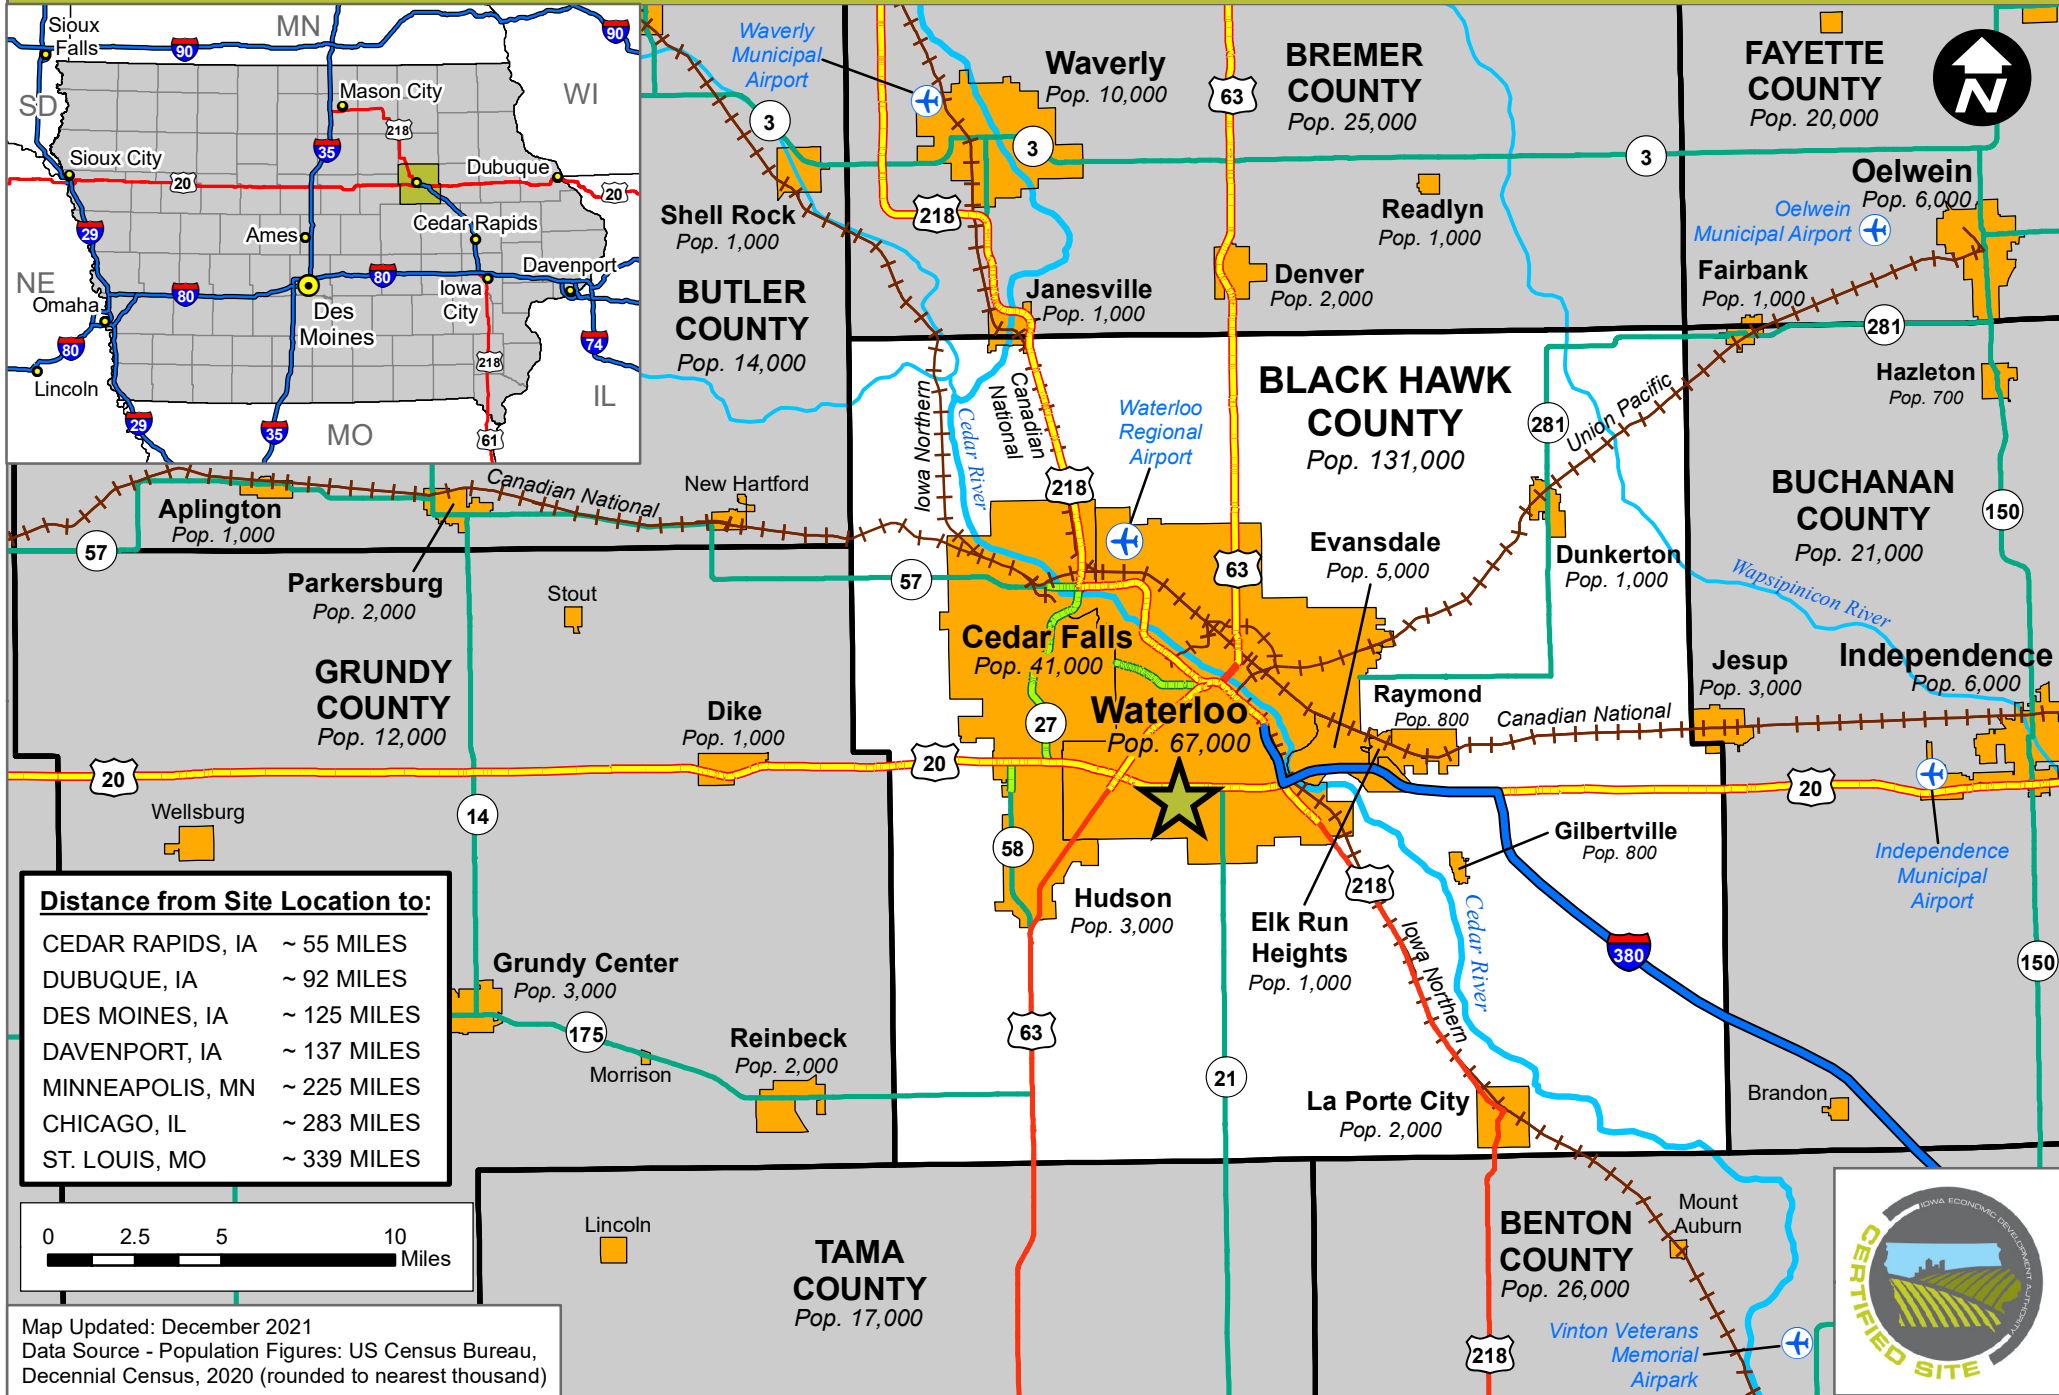 Sioux
Falls
MN
90
90
SD
WI
Mason City
218
35
Sioux City
20
Dubuque
20
29
Ames
Cedar Rapids
NE
80
Davenport
Omaha
80
Iowa
City
Des
Moines
80
74
218
Lincoln
IL
29
35
MO
61
Waverly
Municipal
Airport
Waverly
Pop. 10,000
63
BREMER
COUNTY
Pop. 25,000
FAYETTE
COUNTY
Pop. 20,000
N
3
3
3
Oelwein
Pop. 6,000
Oelwein
Municipal Airport
Shell Rock
Pop. 1,000
218
Readlyn
Pop. 1,000
Fairbank
Pop. 1,000
Denver
Pop. 2,000
BUTLER
COUNTY
Pop. 14,000
Janesville
Pop. 1,000
281
Hazleton
Pop. 700
Iowa Northern
Cedar River
Canadian
National
Waterloo
Regional
Airport
BLACK HAWK
COUNTY
Pop. 131,000
281
Union Pacific
218
Canadian National
New Hartford
Aplington
Pop. 1,000
57
BUCHANAN
COUNTY
Pop. 21,000
150
Parkersburg
Pop. 2,000
Stout
57
63
Evansdale
Pop. 5,000
Dunkerton
Pop. 1,000
Wapsipinicon River
Cedar Falls
Pop. 41,000
GRUNDY
COUNTY
Pop. 12,000
Dike
Pop. 1,000
27
Waterloo
Pop. 67,000
Raymond
Pop. 800
Canadian National
Jesup
Pop. 3,000
Independence
Pop. 6,000
20
20
20
Wellsburg
14
58
Gilbertville
Pop. 800
Independence
Municipal
Airport
Hudson
Pop. 3,000
218
Elk Run
Heights
Pop. 1,000
Iowa Northern
Cedar River
380
150
Distance from Site Location to:
CEDAR RAPIDS, IA ~ 55 MILES
DUBUQUE, IA ~ 92 MILES
DES MOINES, IA ~ 125 MILES
DAVENPORT, IA ~ 137 MILES
MINNEAPOLIS, MN ~ 225 MILES
CHICAGO, IL ~ 283 MILES
ST. LOUIS, MO ~ 339 MILES
Grundy Center
Pop. 3,000
175
Morrison
Reinbeck
Pop. 2,000
63
21
La Porte City
Pop. 2,000
Brandon
0 2.5 5 10
Miles
Lincoln
TAMA
COUNTY
Pop. 17,000
BENTON
COUNTY
Pop. 26,000
Mount
Auburn
218
Vinton Veterans
Memorial
Airpark
IOWA ECONOMIC DEVELOPMENT AUTHORITY
CERTIFIED SITE
Map Updated: December 2021
Data Source - Population Figures: US Census Bureau,
Decennial Census, 2020 (rounded to nearest thousand)